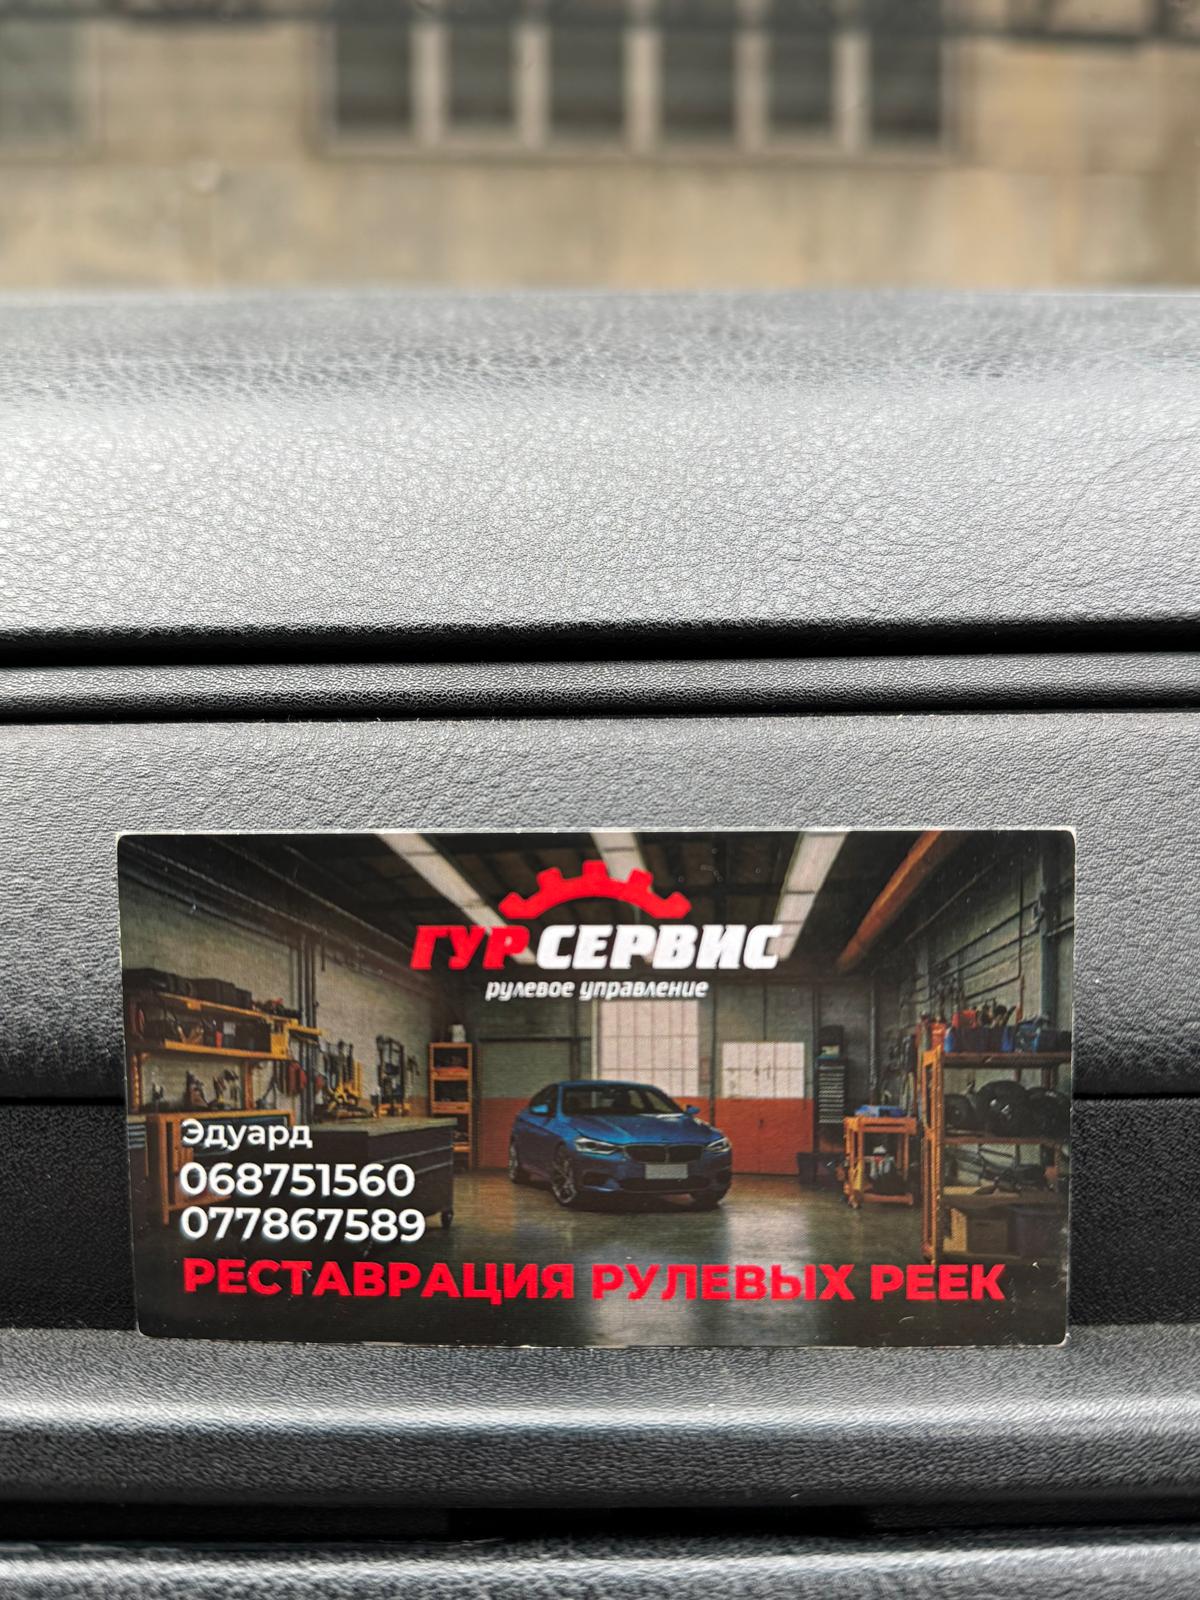 ГУР СЕРВИС
рулевое управление
Эдуард
068751560
077867589
РЕСТАВРАЦИЯ РУЛЕВЫХ РЕЕК